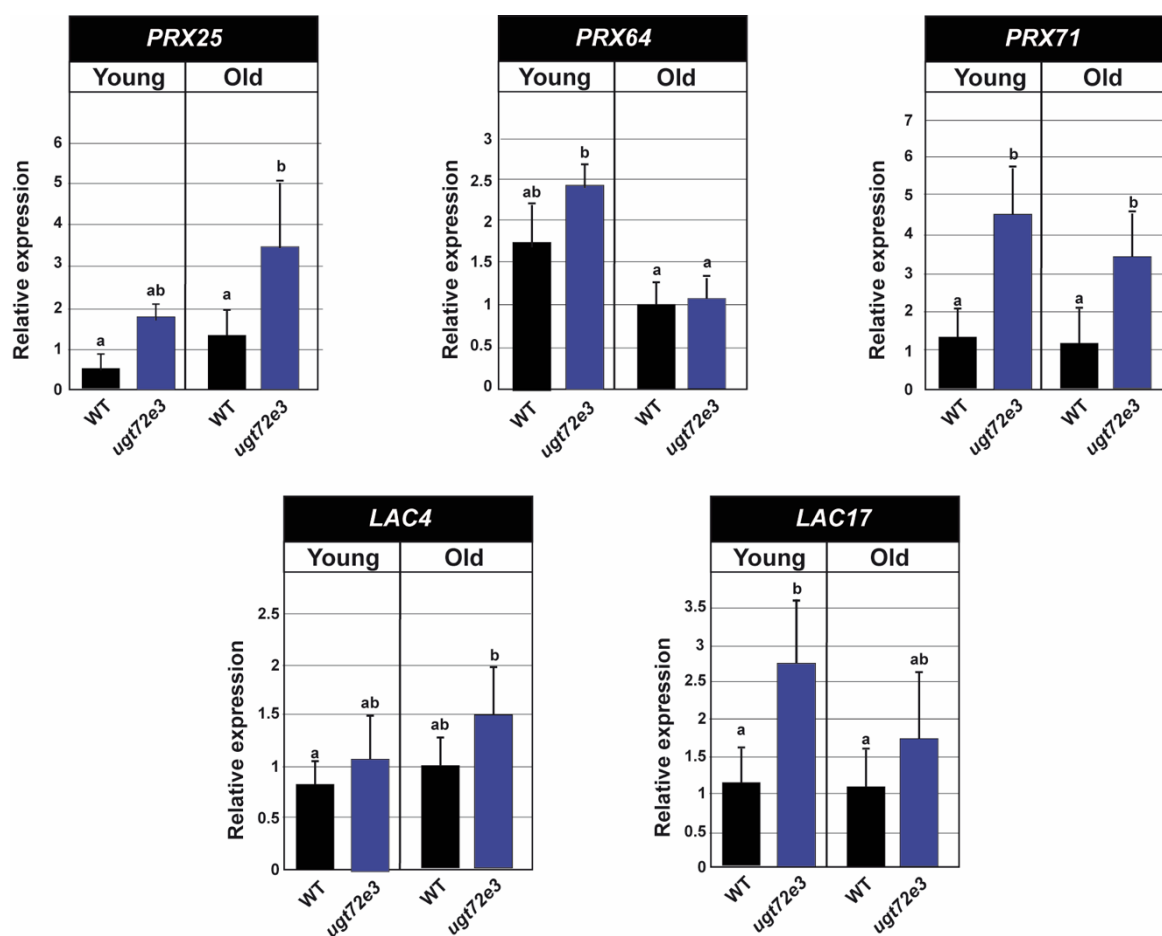 PRX25
Young Old
Relative expression
6
5
4
3
2
1
0
a
ab
a
b
WT
ugt72e3
WT
ugt72e3
PRX64
Young Old
Relative expression
3
2.5
2
1.5
1
0.5
0
ab
b
a
a
WT
ugt72e3
WT
ugt72e3
PRX71
Young Old
Relative expression
7
6
5
4
3
2
1
0
a
b
a
b
WT
ugt72e3
WT
ugt72e3
LAC4
Young Old
Relative expression
2.5
2
1.5
1
0.5
0
a
ab
ab
b
WT
ugt72e3
WT
ugt72e3
LAC17
Young Old
Relative expression
3.5
3
2.5
2
1.5
1
0.5
0
a
b
a
ab
WT
ugt72e3
WT
ugt72e3